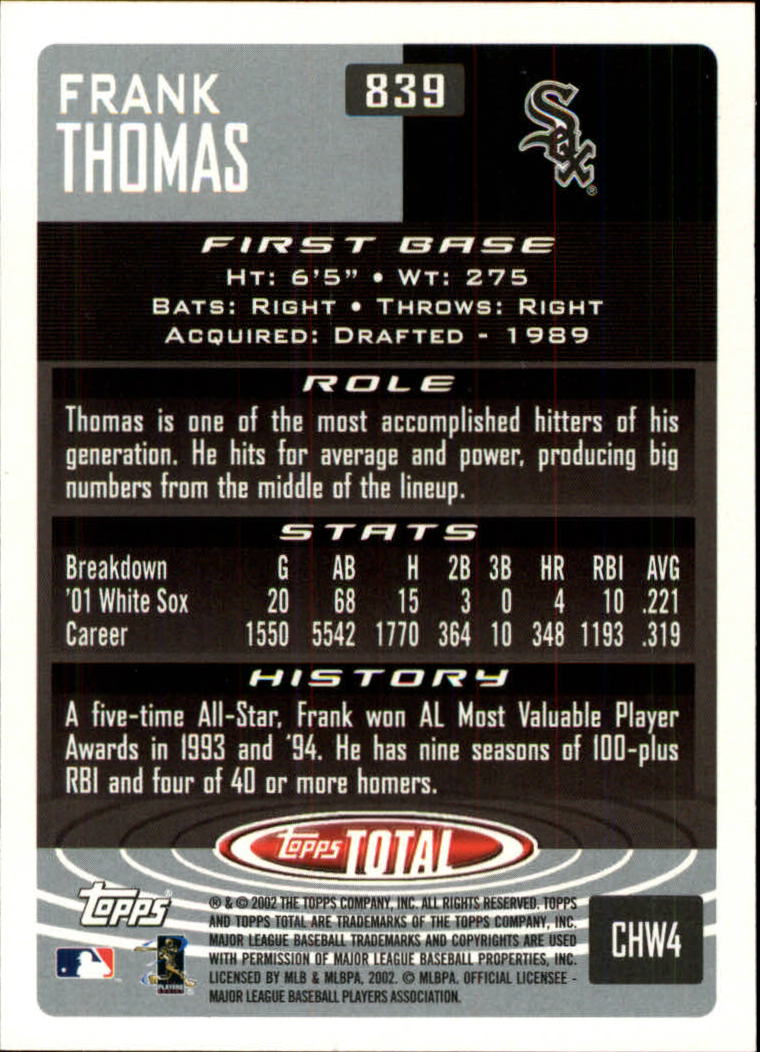 FRANK
THOMAS
839
Sox
®
FIRST BASE
HT: 6'5" • WT: 275
BATS: RIGHT • THROWS: RIGHT
ACQUIRED: DRAFTED - 1989
ROLE
Thomas is one of the most accomplished hitters of his
generation. He hits for average and power, producing big
numbers from the middle of the lineup.
STATS
Breakdown G AB H 2B 3B HR RBI AVG
'01 White Sox 20 68 15 3 0 4 10 .221
Career 1550 5542 1770 364 10 348 1193 .319
HISTORY
A five-time All-Star, Frank won AL Most Valuable Player
Awards in 1993 and '94. He has nine seasons of 100-plus
RBI and four of 40 or more homers.
Topps TOTAL
Topps®
® & © 2002 THE TOPPS COMPANY, INC. ALL RIGHTS RESERVED. TOPPS
AND TOPPS TOTAL ARE TRADEMARKS OF THE TOPPS COMPANY, INC.
MAJOR LEAGUE BASEBALL TRADEMARKS AND COPYRIGHTS ARE USED
WITH PERMISSION OF MAJOR LEAGUE BASEBALL PROPERTIES, INC.
LICENSED BY MLB & MLBPA, 2002. © MLBPA. OFFICIAL LICENSEE -
MAJOR LEAGUE BASEBALL PLAYERS ASSOCIATION.
PLAYERS
CHW4